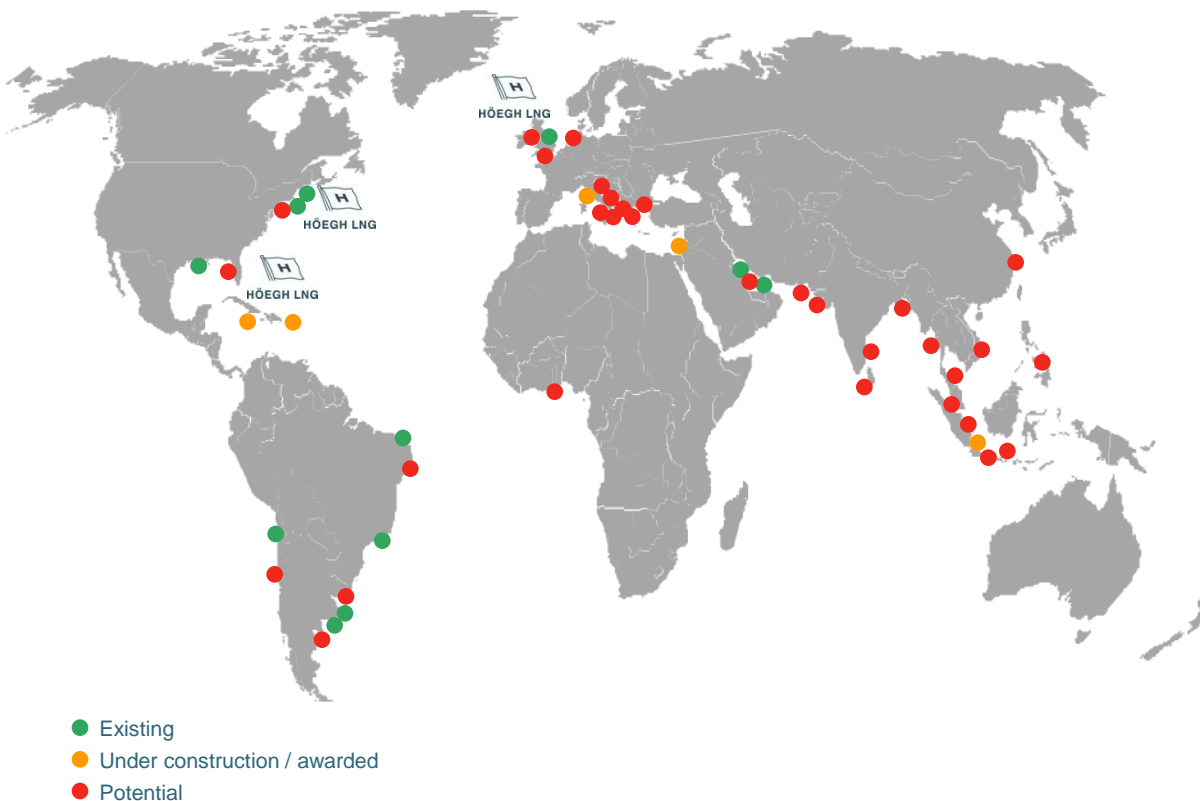 H
HÖEGH LNG
H
HÖEGH LNG
H
HÖEGH LNG
Existing
Under construction / awarded
Potential